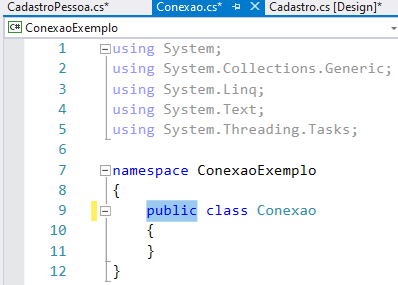 CadastroPessoa.cs* Conexao.cs* Cadastro.cs [Design]*
C# ConexaoExemplo
1 using System;
2 using System.Collections.Generic;
3 using System.Linq;
4 using System.Text;
5 using System.Threading.Tasks;
6
7 namespace ConexaoExemplo
8 {
9 public class Conexao
10 {
11 }
12 }